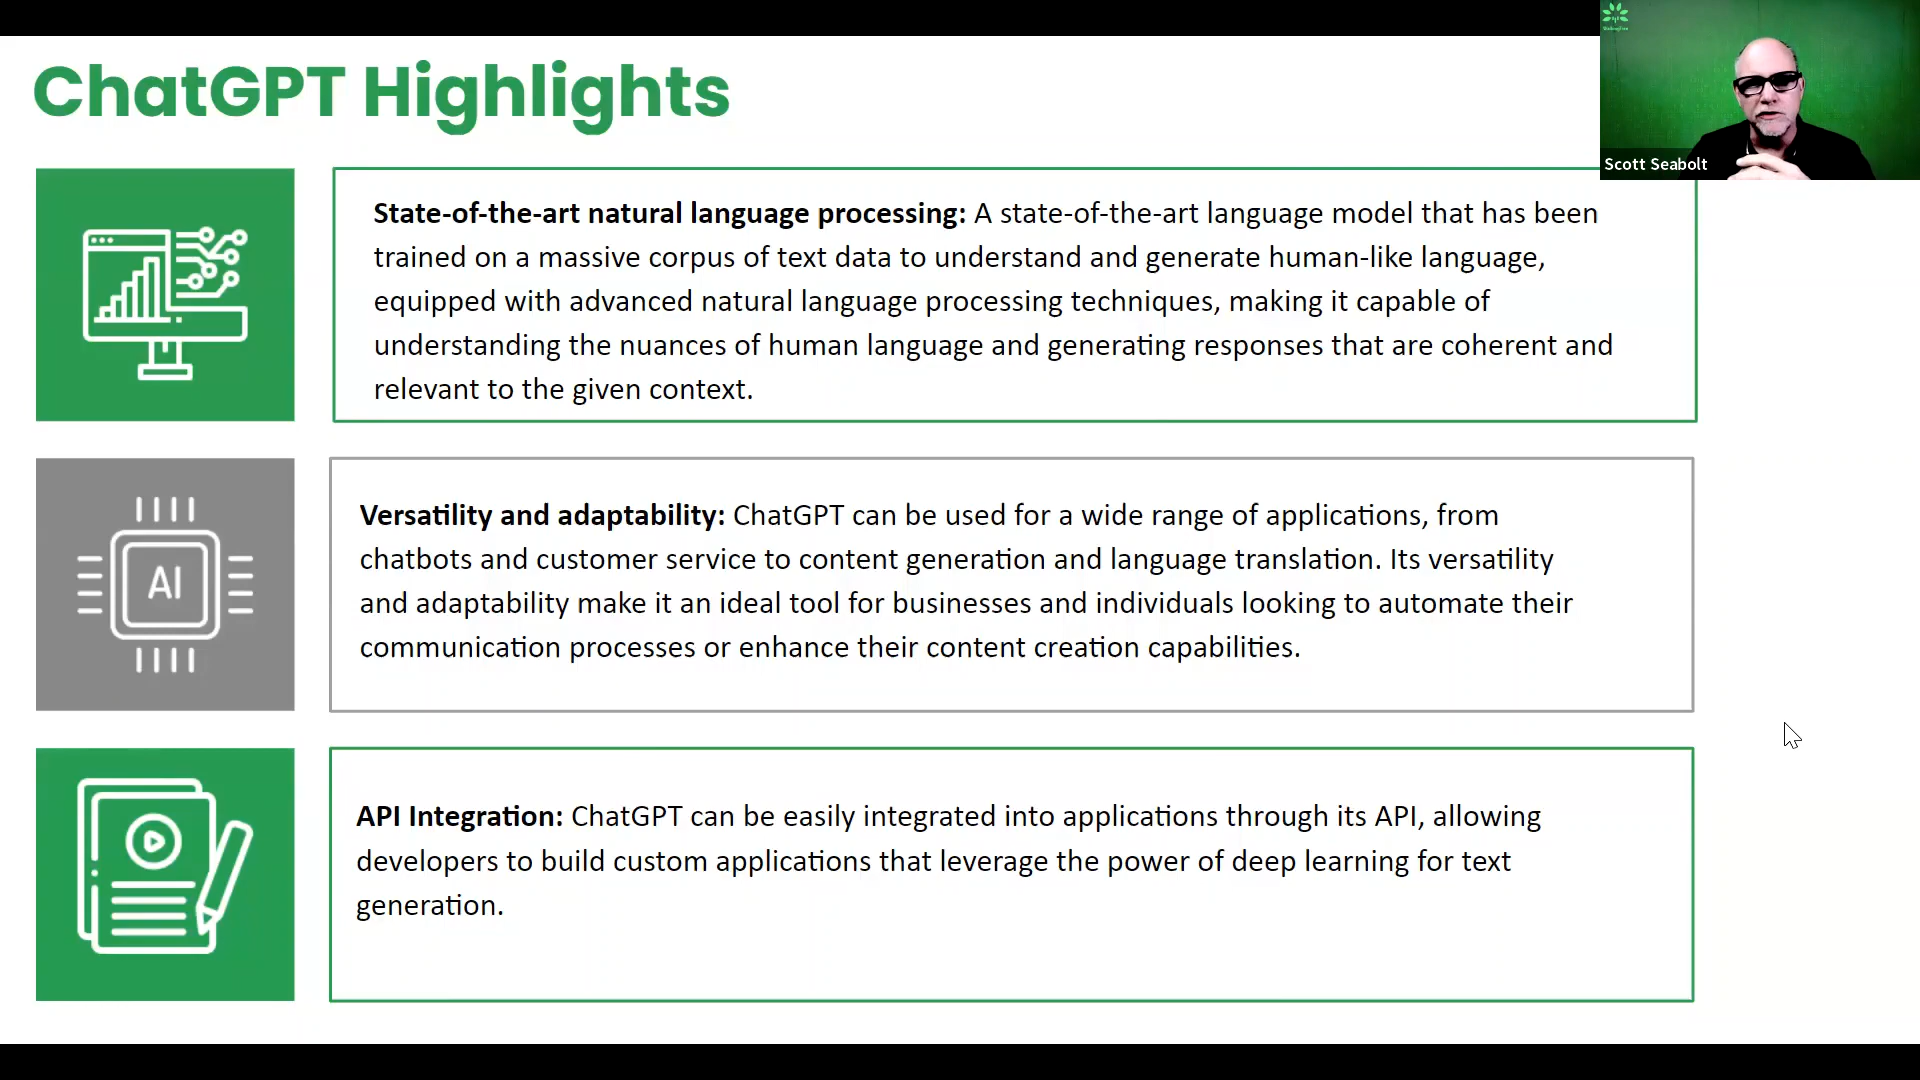 ChatGPT Highlights
Scott Seabolt
State-of-the-art natural language processing: A state-of-the-art language model that has been
trained on a massive corpus of text data to understand and generate human-like language,
equipped with advanced natural language processing techniques, making it capable of
understanding the nuances of human language and generating responses that are coherent and
relevant to the given context.
AI
Versatility and adaptability: ChatGPT can be used for a wide range of applications, from
chatbots and customer service to content generation and language translation. Its versatility
and adaptability make it an ideal tool for businesses and individuals looking to automate their
communication processes or enhance their content creation capabilities.
API Integration: ChatGPT can be easily integrated into applications through its API, allowing
developers to build custom applications that leverage the power of deep learning for text
generation.